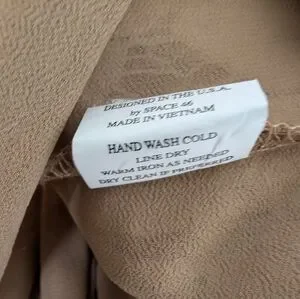 DESIGNED IN THE U.S.A.
by SPACE 46
MADE IN VIETNAM
HAND WASH COLD
LINE DRY
WARM IRON AS NEEDED
DRY CLEAN IF PREFERRED